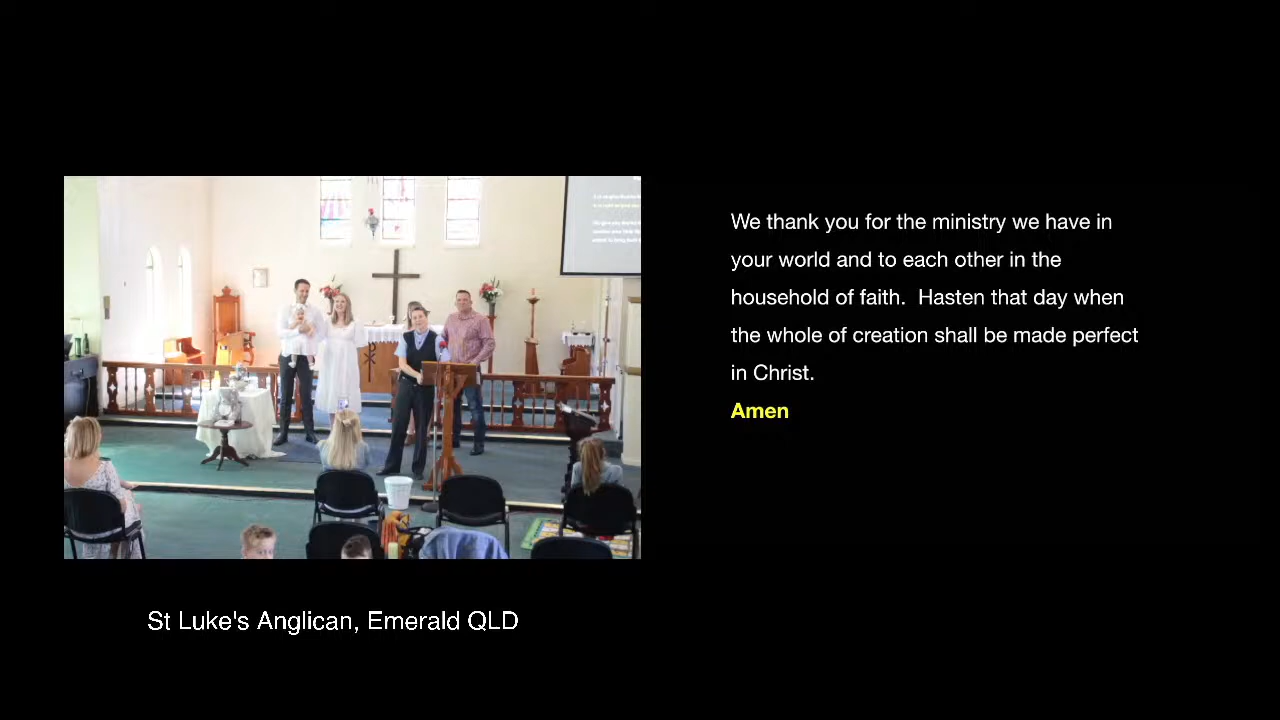 We thank you for the ministry we have in
your world and to each other in the
household of faith.  Hasten that day when
the whole of creation shall be made perfect
in Christ.
Amen
St Luke's Anglican, Emerald QLD